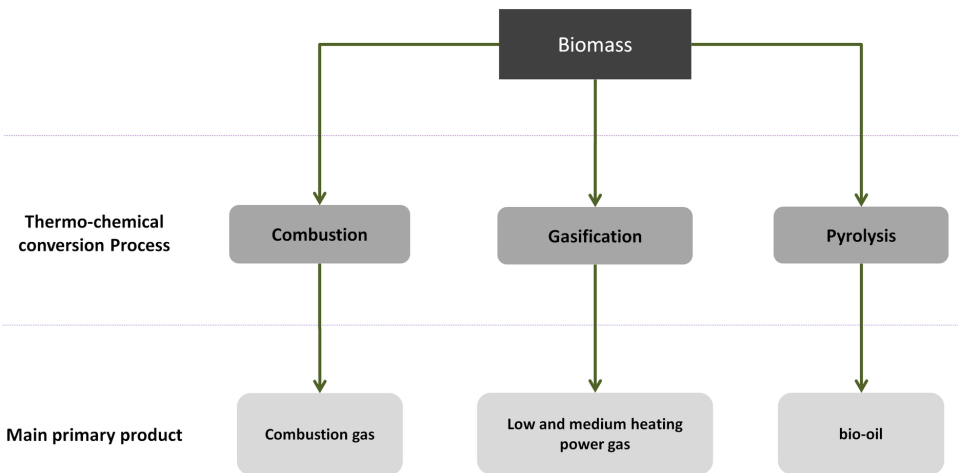 Biomass
Thermo-chemical
conversion Process
Combustion
Gasification
Pyrolysis
Main primary product
Combustion gas
Low and medium heating
power gas
bio-oil